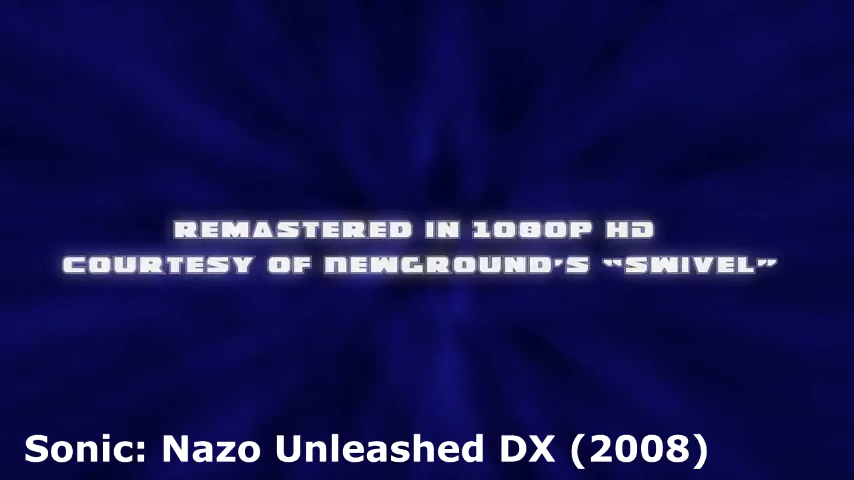 REMASTERED IN 1080P HD
COURTESY OF NEWGROUND'S "SWIVEL"
Sonic: Nazo Unleashed DX (2008)